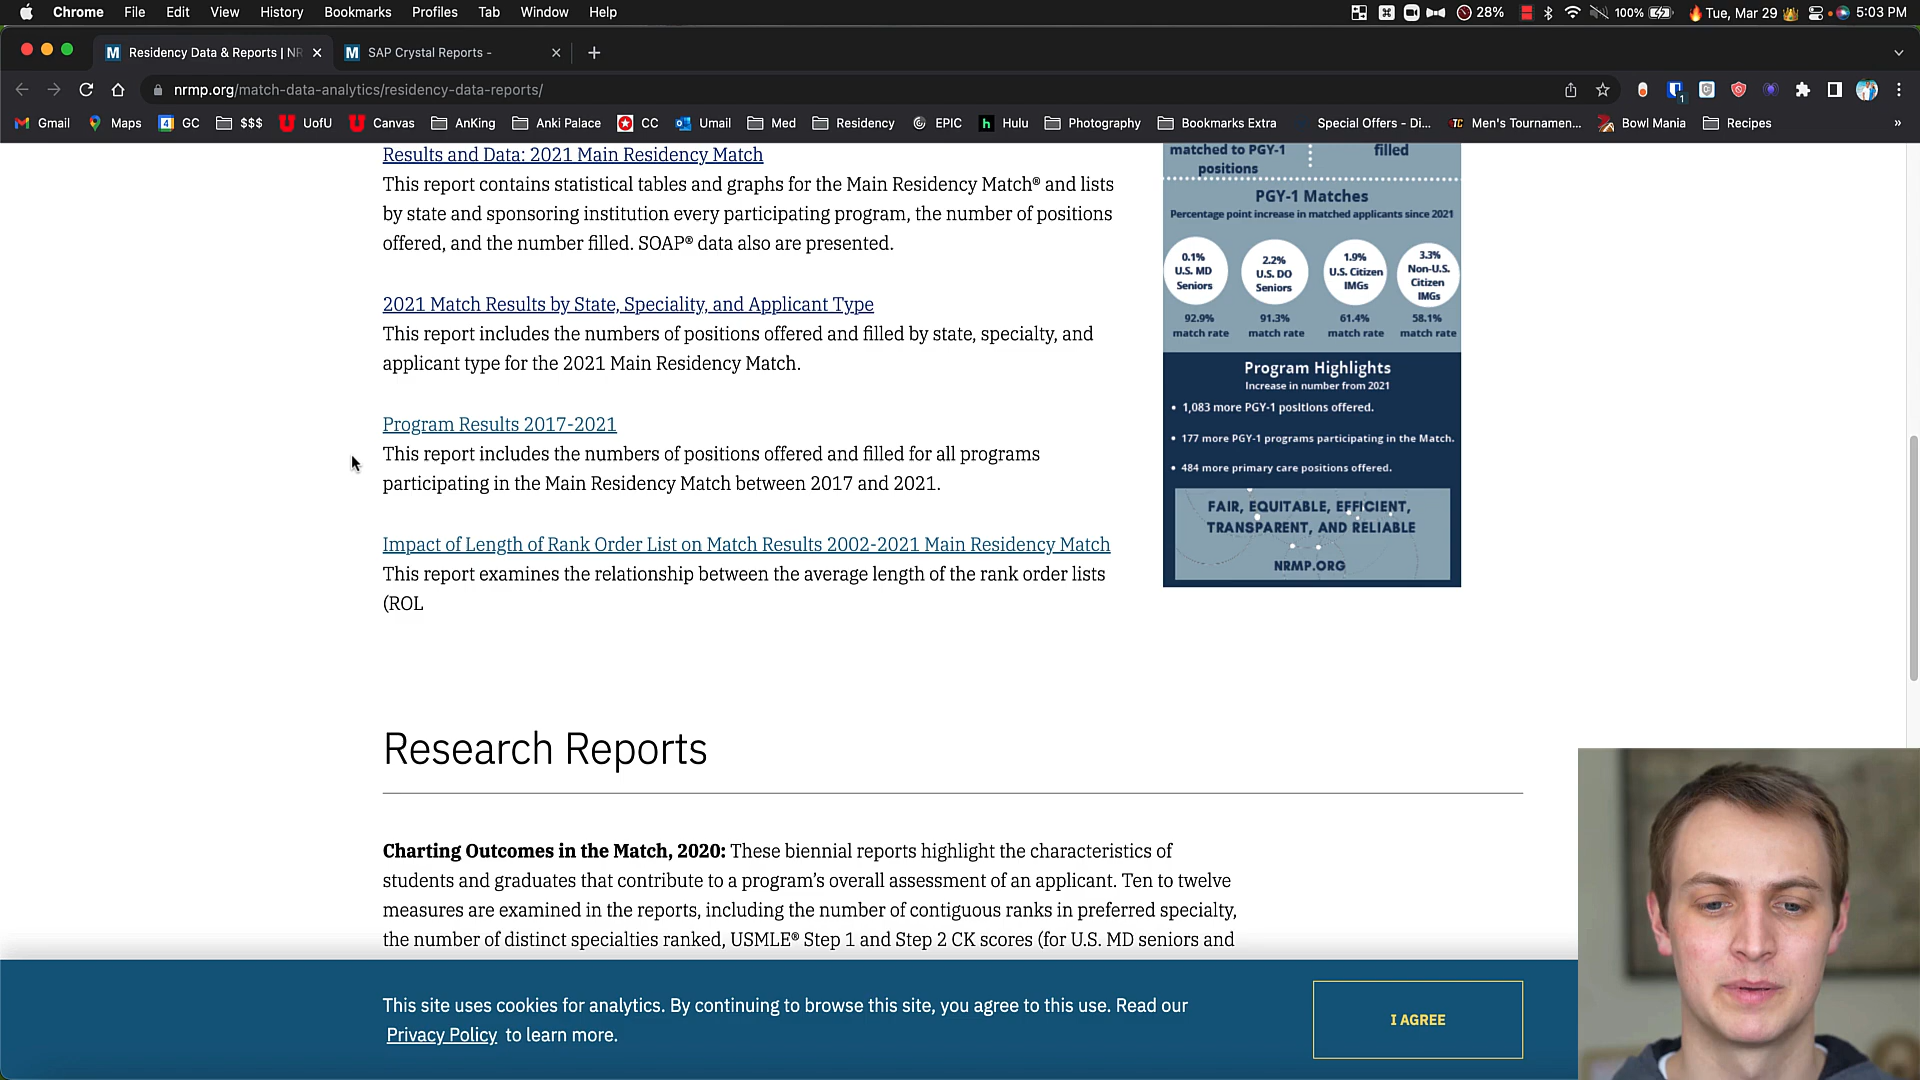 Chrome File Edit View History Bookmarks Profiles Tab Window Help 28% 100% Tue, Mar 29 5:03 PM
Residency Data & Reports | NR SAP Crystal Reports -
nrmp.org/match-data-analytics/residency-data-reports/
Gmail Maps GC $$$ UofU Canvas AnKing Anki Palace CC Umail Med Residency EPIC Hulu Photography Bookmarks Extra Special Offers - Di... Men's Tournamen... Bowl Mania Recipes »
Results and Data: 2021 Main Residency Match
This report contains statistical tables and graphs for the Main Residency Match® and lists
by state and sponsoring institution every participating program, the number of positions
offered, and the number filled. SOAP® data also are presented.
2021 Match Results by State, Speciality, and Applicant Type
This report includes the numbers of positions offered and filled by state, specialty, and
applicant type for the 2021 Main Residency Match.
Program Results 2017-2021
This report includes the numbers of positions offered and filled for all programs
participating in the Main Residency Match between 2017 and 2021.
Impact of Length of Rank Order List on Match Results 2002-2021 Main Residency Match
This report examines the relationship between the average length of the rank order lists
(ROL
matched to PGY-1
positions
filled
PGY-1 Matches
Percentage point increase in matched applicants since 2021
0.1%
U.S. MD
Seniors
92.9%
match rate
2.2%
U.S. DO
Seniors
91.3%
match rate
1.9%
U.S. Citizen
IMGs
61.4%
match rate
3.3%
Non-U.S.
Citizen
IMGs
58.1%
match rate
Program Highlights
Increase in number from 2021
• 1,083 more PGY-1 positions offered.
• 177 more PGY-1 programs participating in the Match.
• 484 more primary care positions offered.
FAIR, EQUITABLE, EFFICIENT,
TRANSPARENT, AND RELIABLE
NRMP.ORG
Research Reports
Charting Outcomes in the Match, 2020: These biennial reports highlight the characteristics of
students and graduates that contribute to a program's overall assessment of an applicant. Ten to twelve
measures are examined in the reports, including the number of contiguous ranks in preferred specialty,
the number of distinct specialties ranked, USMLE® Step 1 and Step 2 CK scores (for U.S. MD seniors and
This site uses cookies for analytics. By continuing to browse this site, you agree to this use. Read our
Privacy Policy to learn more.
I AGREE